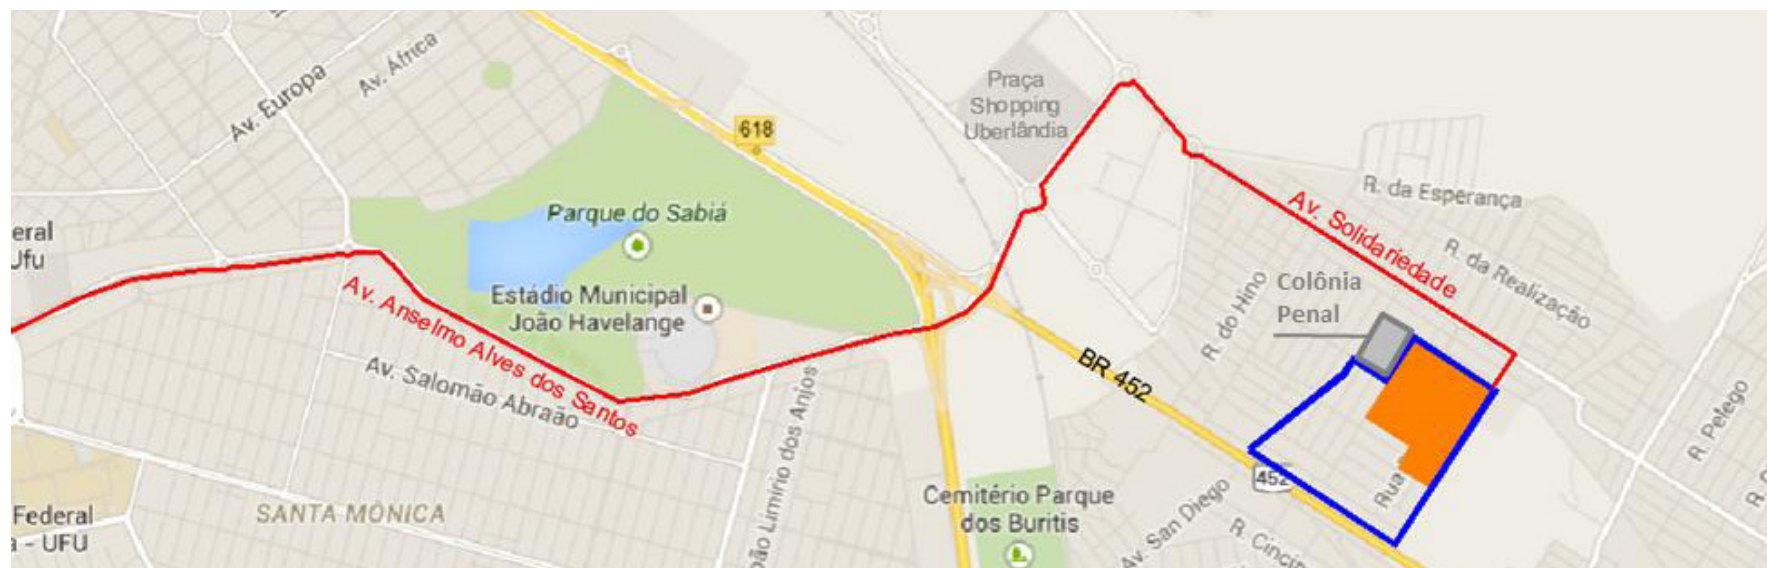 Av. Europa
Av. África
618
Praça
Shopping
Uberlândia
R. da Esperança
Parque do Sabiá
eral
Ufu
Av. Solidariedade
R. da Realização
Estádio Municipal
João Havelange
Colônia
Penal
R. do Hino
Av. Anselmo Alves dos Santos
Av. Salomão Abraão
BR 452
João Limírio dos Anjos
R. Pelego
452
Rua
Cemitério Parque
dos Buritis
Av. San Diego
R. Cincin
SANTA MÔNICA
Federal
a - UFU